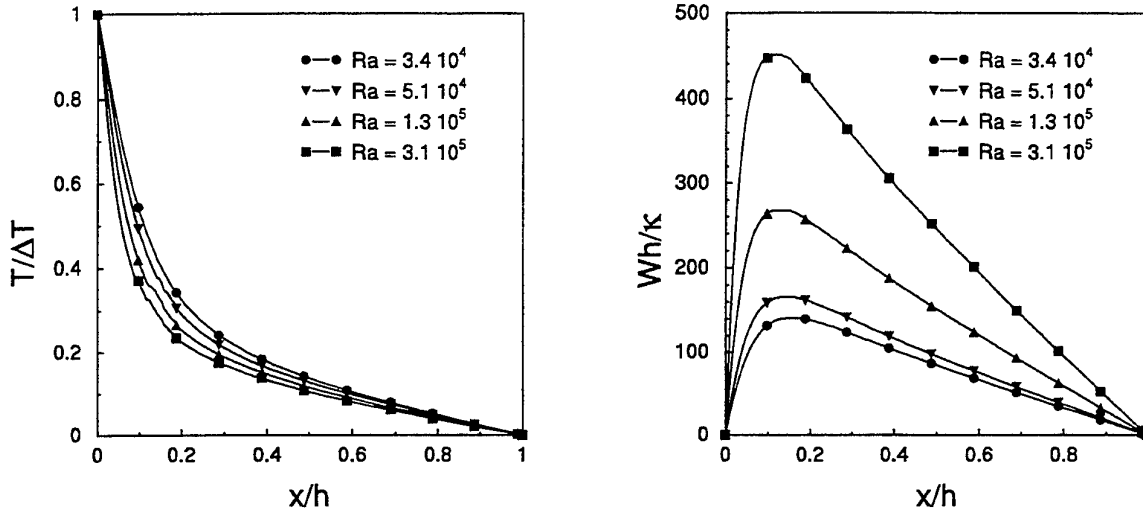 1
0.8
0.6
0.4
0.2
0
T/ΔT
Ra = 3.4 10⁴
Ra = 5.1 10⁴
Ra = 1.3 10⁵
Ra = 3.1 10⁵
0 0.2 0.4 0.6 0.8 1
x/h
500
400
300
200
100
0
Wh/κ
Ra = 3.4 10⁴
Ra = 5.1 10⁴
Ra = 1.3 10⁵
Ra = 3.1 10⁵
0 0.2 0.4 0.6 0.8
x/h